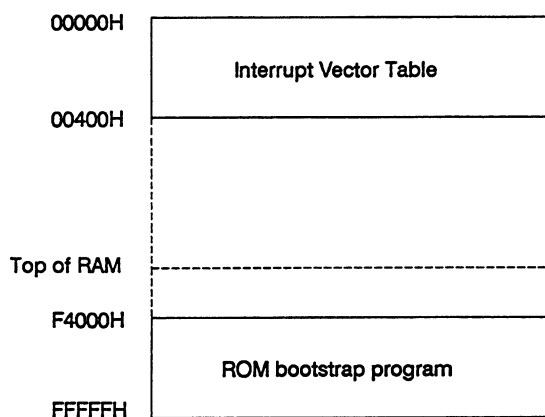 00000H
Interrupt Vector Table
00400H
Top of RAM
F4000H
ROM bootstrap program
FFFFFH